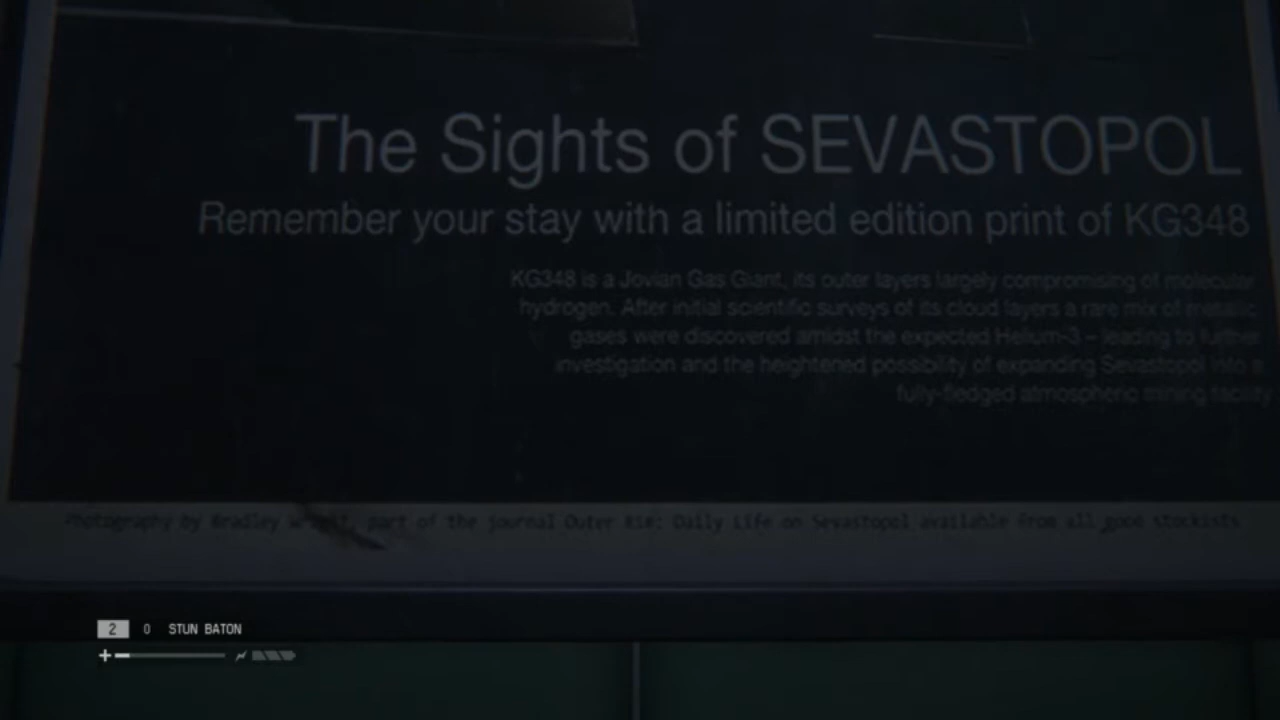 The Sights of SEVASTOPOL
Remember your stay with a limited edition print of KG348
KG348 is a Jovian Gas Giant, its outer layers largely compromising of molecular
hydrogen. After initial scientific surveys of its cloud layers a rare mix of metallic
gases were discovered amidst the expected Helium-3 – leading to further
investigation and the heightened possibility of expanding Sevastopol into a
fully-fledged atmospheric mining facility
Photography by Bradley Wright, part of the journal Outer Rim: Daily Life on Sevastopol available from all good stockists
2 0 STUN BATON